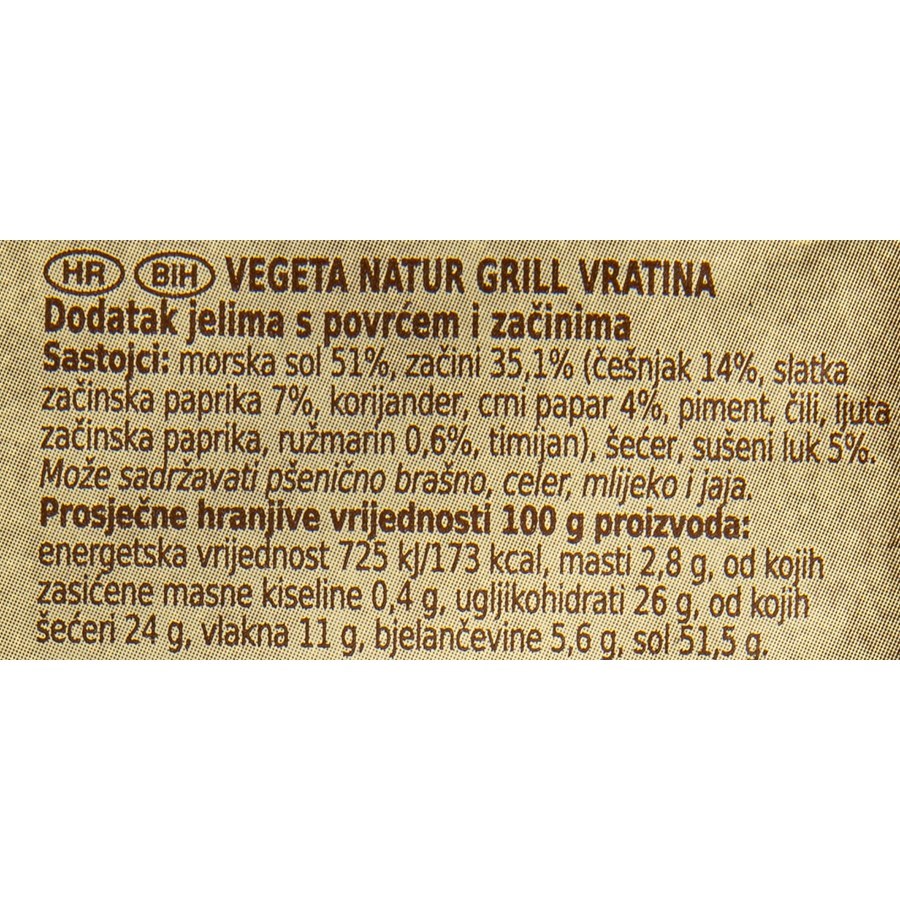 HR BIH VEGETA NATUR GRILL VRATINA
Dodatak jelima s povrćem i začinima
Sastojci: morska sol 51%, začini 35,1% (češnjak 14%, slatka
začinska paprika 7%, korijander, crni papar 4%, piment, čili, ljuta
začinska paprika, ružmarin 0,6%, timijan), šećer, sušeni luk 5%.
Može sadržavati pšenično brašno, celer, mlijeko i jaja.
Prosječne hranjive vrijednosti 100 g proizvoda:
energetska vrijednost 725 kJ/173 kcal, masti 2,8 g, od kojih
zasićene masne kiseline 0,4 g, ugljikohidrati 26 g, od kojih
šećeri 24 g, vlakna 11 g, bjelančevine 5,6 g, sol 51,5 g.